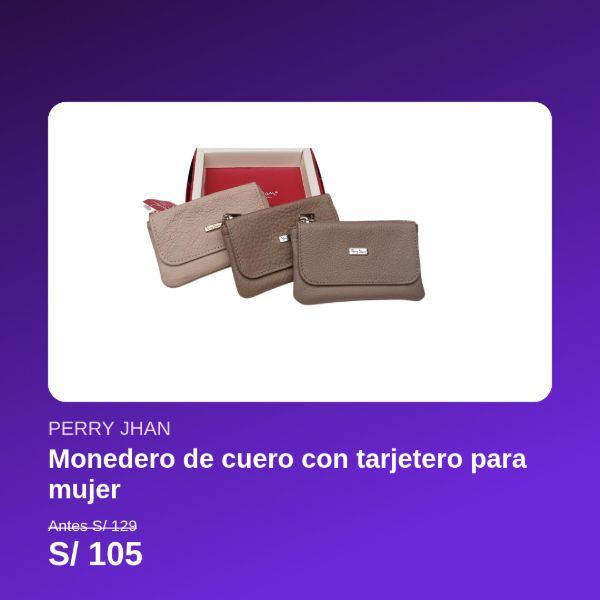 PERRY JHAN
Monedero de cuero con tarjetero para
mujer
Antes S/ 129
S/ 105